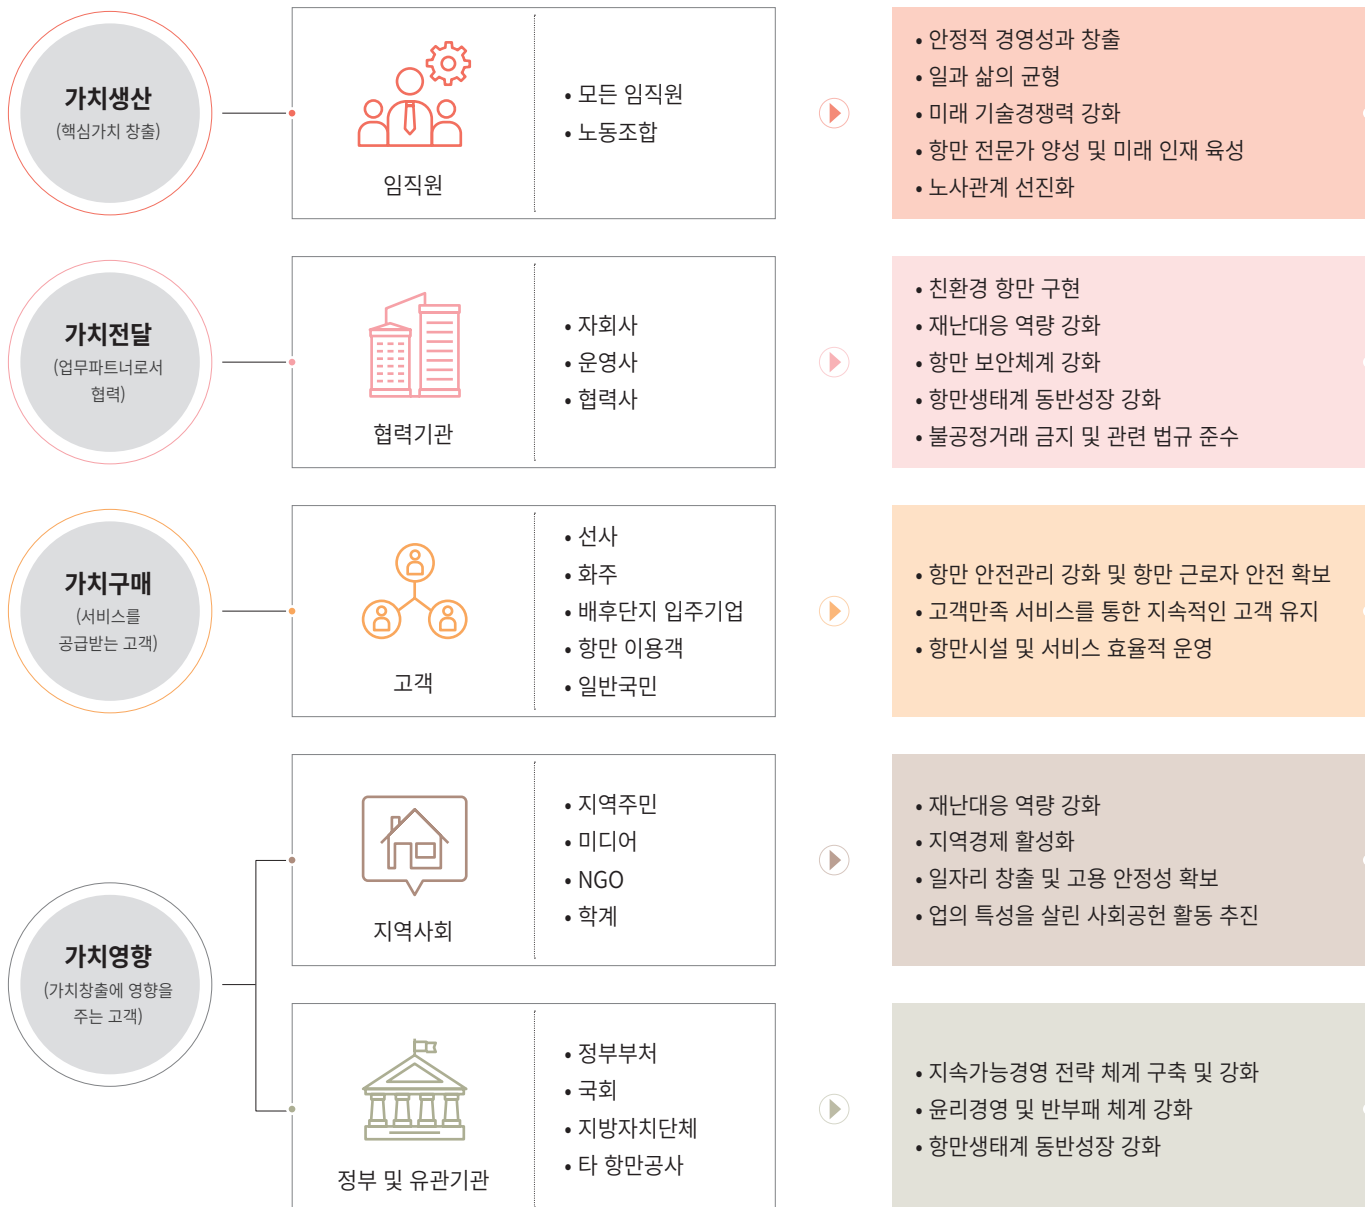 가치생산
(핵심가치 창출)
임직원
• 모든 임직원
• 노동조합
• 안정적 경영성과 창출
• 일과 삶의 균형
• 미래 기술경쟁력 강화
• 항만 전문가 양성 및 미래 인재 육성
• 노사관계 선진화
가치전달
(업무파트너로서
협력)
협력기관
• 자회사
• 운영사
• 협력사
• 친환경 항만 구현
• 재난대응 역량 강화
• 항만 보안체계 강화
• 항만생태계 동반성장 강화
• 불공정거래 금지 및 관련 법규 준수
가치구매
(서비스를
공급받는 고객)
고객
• 선사
• 화주
• 배후단지 입주기업
• 항만 이용객
• 일반국민
• 항만 안전관리 강화 및 항만 근로자 안전 확보
• 고객만족 서비스를 통한 지속적인 고객 유지
• 항만시설 및 서비스 효율적 운영
가치영향
(가치창출에 영향을
주는 고객)
지역사회
• 지역주민
• 미디어
• NGO
• 학계
• 재난대응 역량 강화
• 지역경제 활성화
• 일자리 창출 및 고용 안정성 확보
• 업의 특성을 살린 사회공헌 활동 추진
정부 및 유관기관
• 정부부처
• 국회
• 지방자치단체
• 타 항만공사
• 지속가능경영 전략 체계 구축 및 강화
• 윤리경영 및 반부패 체계 강화
• 항만생태계 동반성장 강화